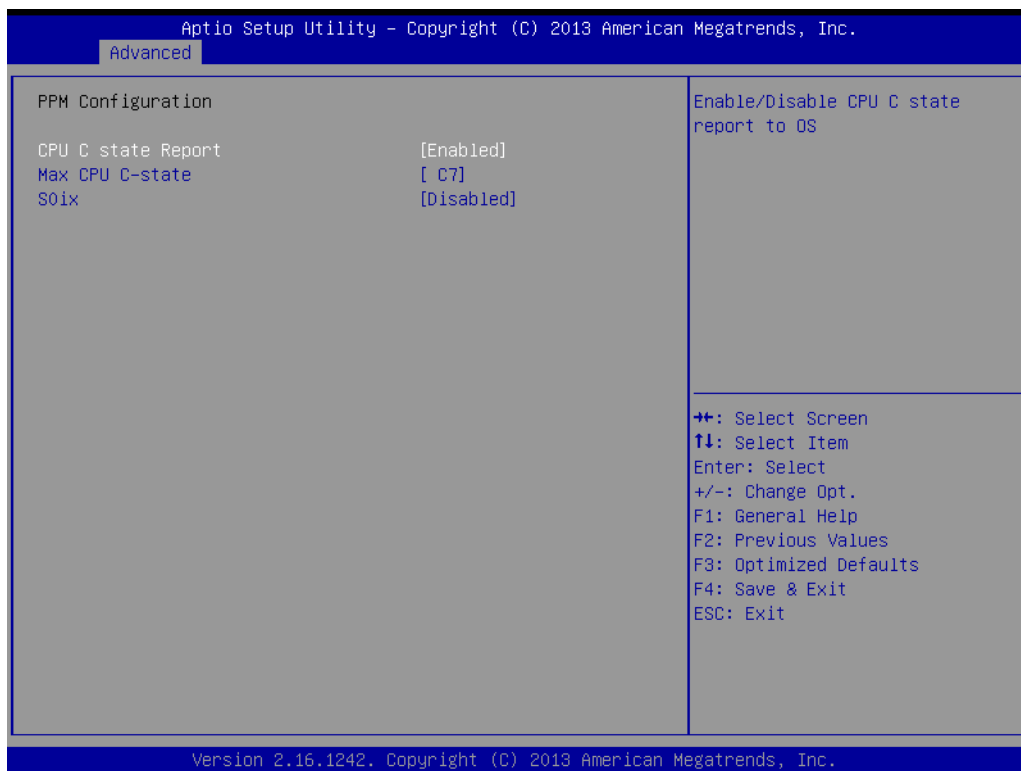 Aptio Setup Utility – Copyright (C) 2013 American Megatrends, Inc.
Advanced
PPM Configuration
CPU C state Report [Enabled]
Max CPU C-state [ C7]
S0ix [Disabled]
Enable/Disable CPU C state
report to OS
→←: Select Screen
↑↓: Select Item
Enter: Select
+/-: Change Opt.
F1: General Help
F2: Previous Values
F3: Optimized Defaults
F4: Save & Exit
ESC: Exit
Version 2.16.1242. Copyright (C) 2013 American Megatrends, Inc.